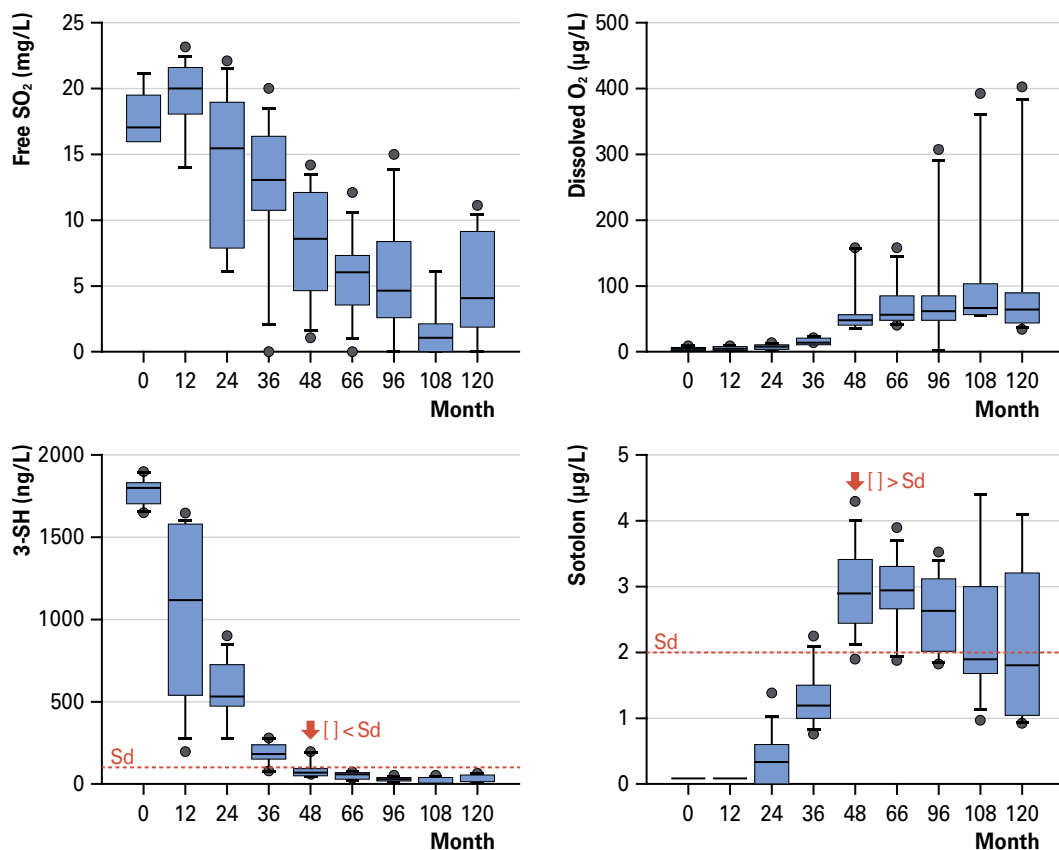 Free SO₂ (mg/L)
25
20
15
10
5
0
0 12 24 36 48 66 96 108 120
Month
Dissolved O₂ (µg/L)
500
400
300
200
100
0
0 12 24 36 48 66 96 108 120
Month
3-SH (ng/L)
2000
1500
1000
500
0
Sd
[ ] < Sd
0 12 24 36 48 66 96 108 120
Month
Sotolon (µg/L)
5
4
3
2
1
0
Sd
[ ] > Sd
0 12 24 36 48 66 96 108 120
Month